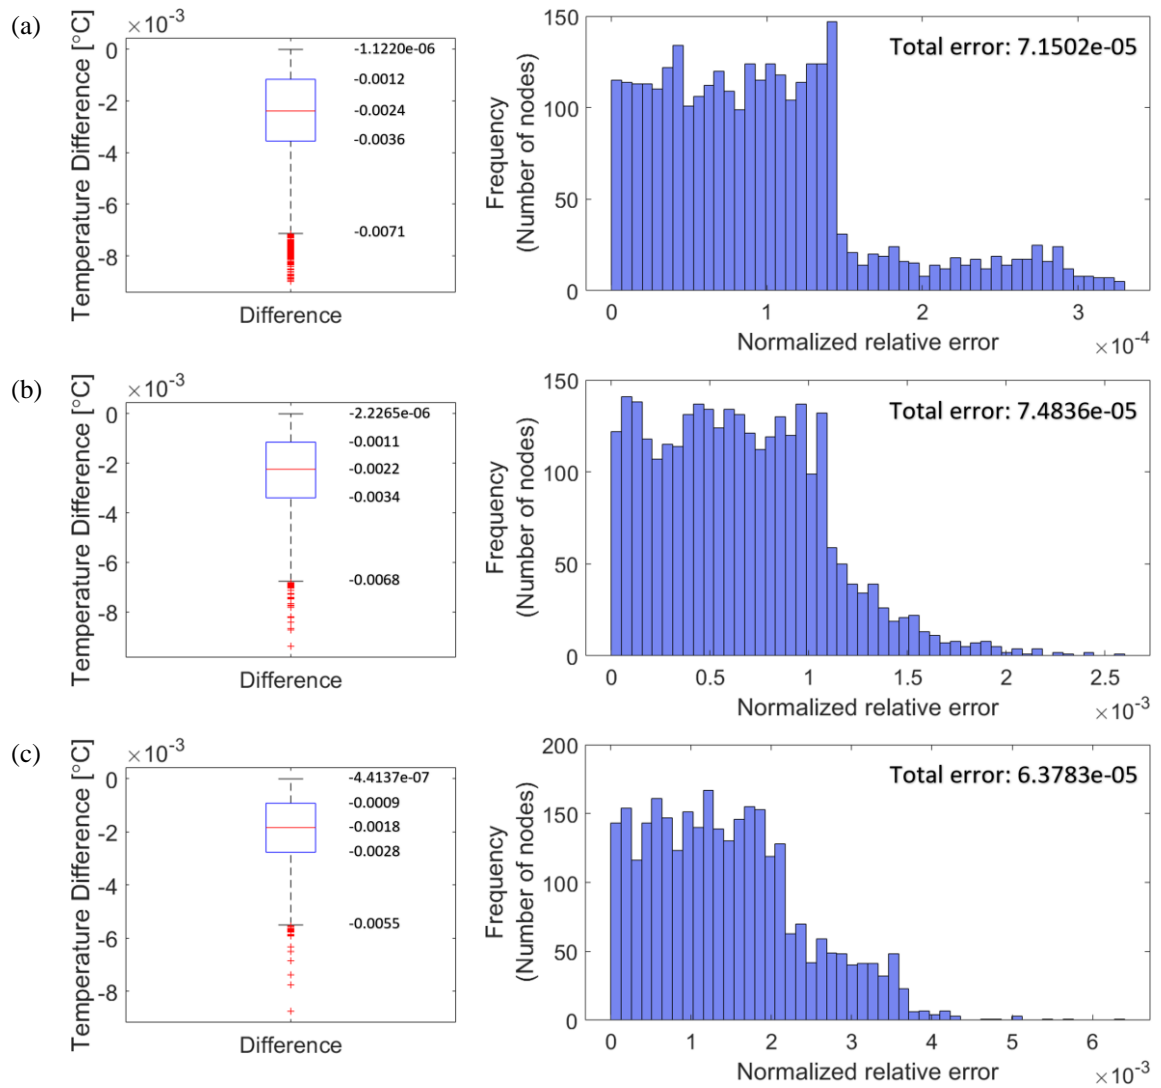 (a)
×10⁻³
Temperature Difference [°C]
0
-2
-4
-6
-8
-1.1220e-06
-0.0012
-0.0024
-0.0036
-0.0071
Difference
Frequency
(Number of nodes)
150
100
50
0
Total error: 7.1502e-05
0 1 2 3
Normalized relative error
×10⁻⁴
(b)
×10⁻³
Temperature Difference [°C]
0
-2
-4
-6
-8
-2.2265e-06
-0.0011
-0.0022
-0.0034
-0.0068
Difference
Frequency
(Number of nodes)
150
100
50
0
Total error: 7.4836e-05
0 0.5 1 1.5 2 2.5
Normalized relative error
×10⁻³
(c)
×10⁻³
Temperature Difference [°C]
0
-2
-4
-6
-8
-4.4137e-07
-0.0009
-0.0018
-0.0028
-0.0055
Difference
Frequency
(Number of nodes)
200
150
100
50
0
Total error: 6.3783e-05
0 1 2 3 4 5 6
Normalized relative error
×10⁻³